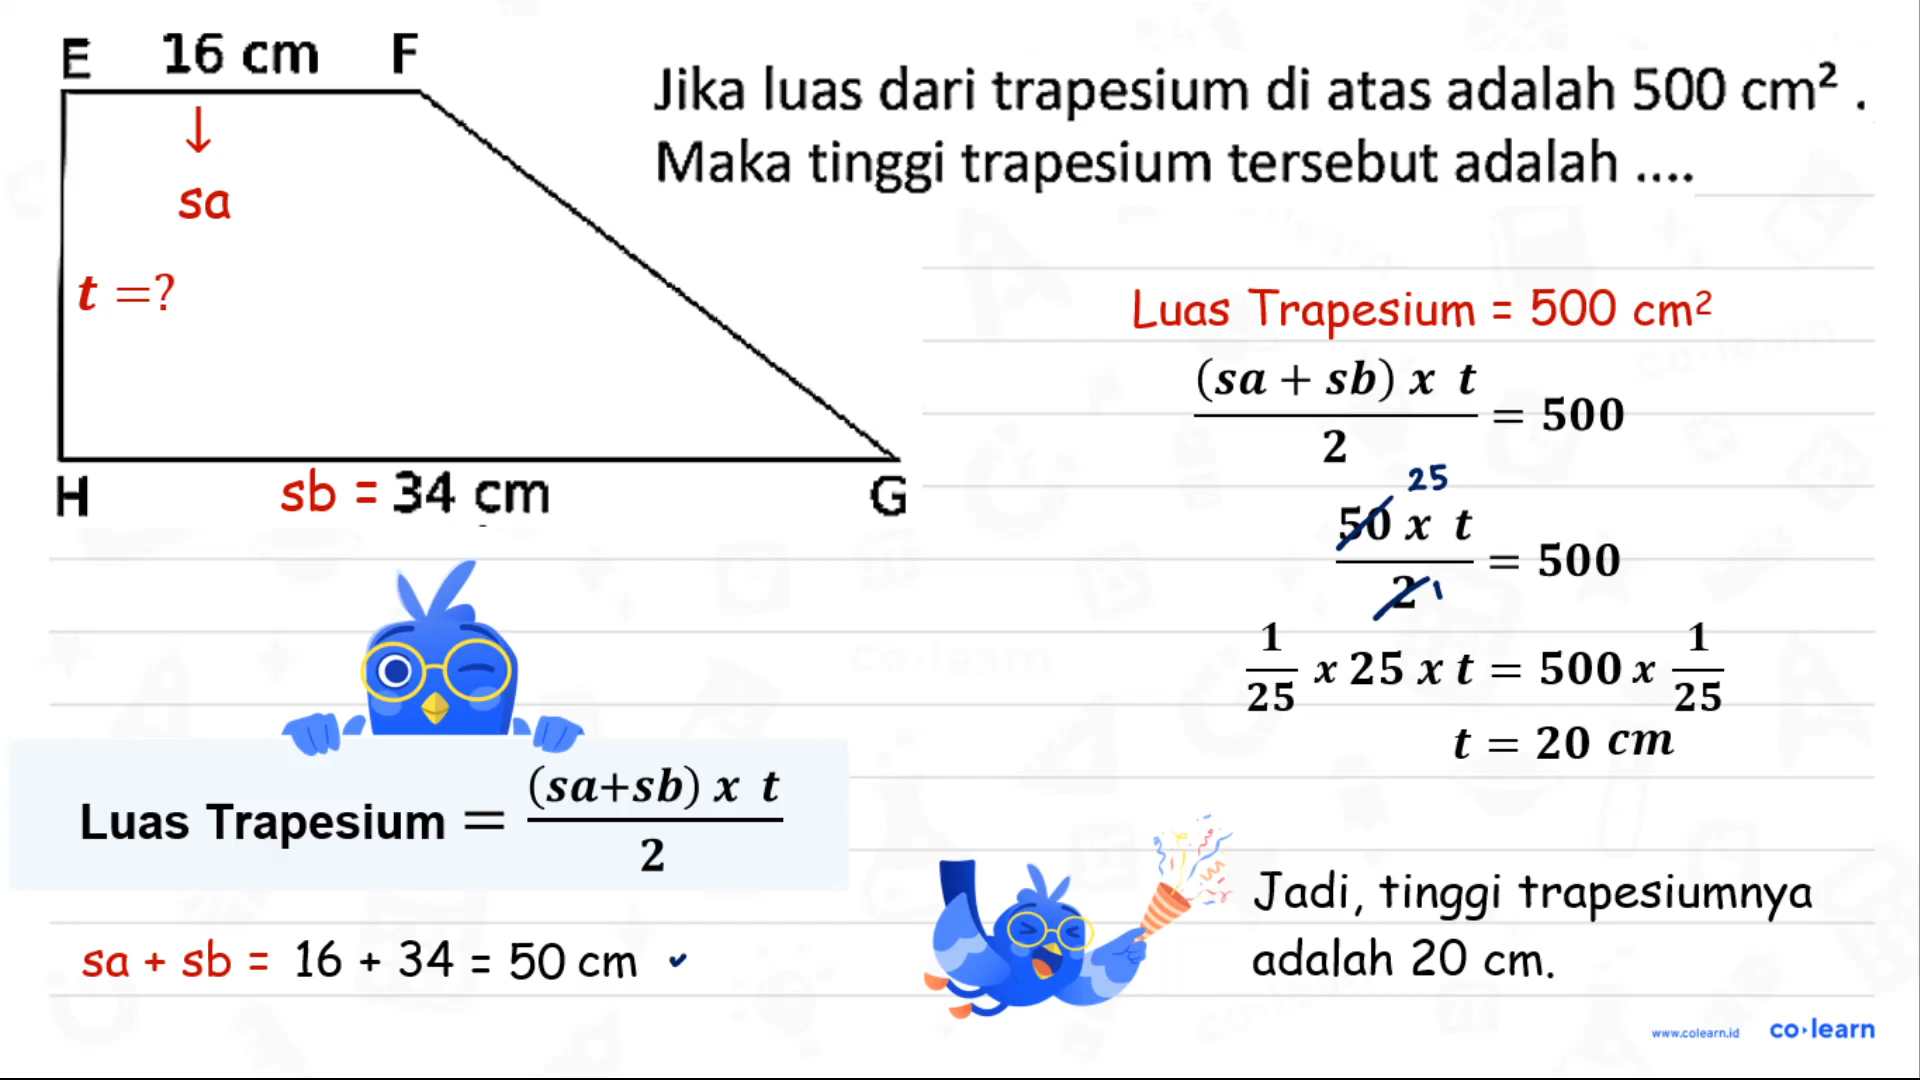 E 16 cm F
↓
sa
t =?
H sb = 34 cm G
Jika luas dari trapesium di atas adalah 500 cm² .
Maka tinggi trapesium tersebut adalah ....
Luas Trapesium = 500 cm²
(sa + sb) x t
/ 2 = 500
25
50 x t
/ 2 = 500
1
1/25 x 25 x t = 500 x 1/25
t = 20 cm
Luas Trapesium = (sa+sb) x t / 2
sa + sb = 16 + 34 = 50 cm ✓
Jadi, tinggi trapesiumnya
adalah 20 cm.
www.colearn.id co·learn